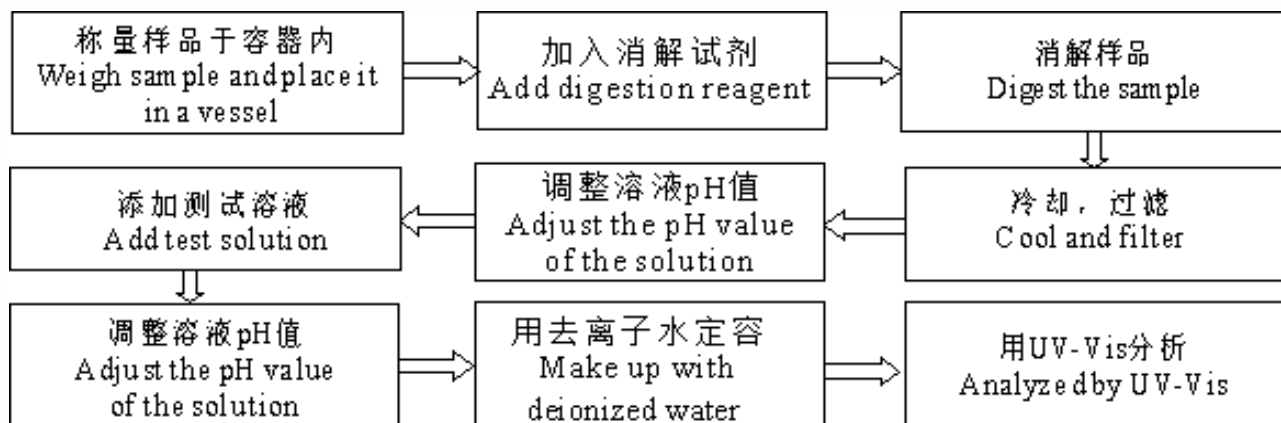 称量样品于容器内
Weigh sample and place it
in a vessel
加入消解试剂
Add digestion reagent
消解样品
Digest the sample
冷却，过滤
Cool and filter
调整溶液pH值
Adjust the pH value
of the solution
添加测试溶液
Add test solution
调整溶液pH值
Adjust the pH value
of the solution
用去离子水定容
Make up with
deionized water
用UV-Vis分析
Analyzed by UV-Vis